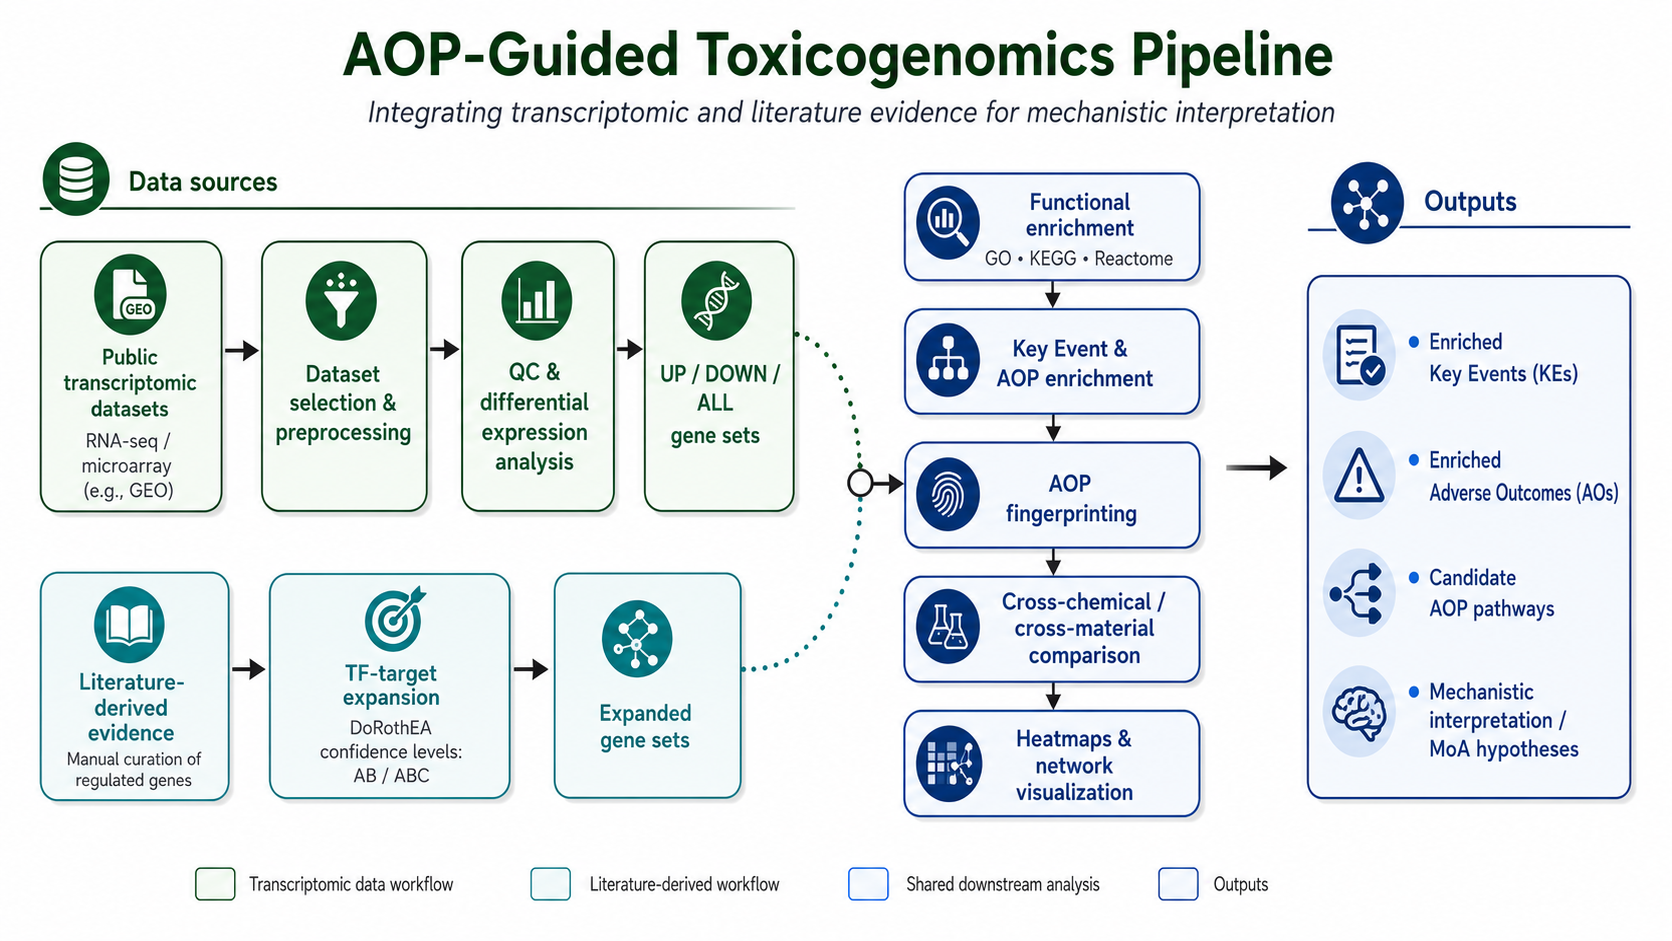 AOP-Guided Toxicogenomics Pipeline
Integrating transcriptomic and literature evidence for mechanistic interpretation
Data sources
GEO
Public
transcriptomic
datasets
RNA-seq /
microarray
(e.g., GEO)
Dataset
selection &
preprocessing
QC &
differential
expression
analysis
UP / DOWN /
ALL
gene sets
Literature-
derived
evidence
Manual curation of
regulated genes
TF-target
expansion
DoRothEA
confidence levels:
AB / ABC
Expanded
gene sets
Functional
enrichment
GO • KEGG • Reactome
Key Event &
AOP enrichment
AOP
fingerprinting
Cross-chemical /
cross-material
comparison
Heatmaps &
network
visualization
Outputs
• Enriched
Key Events (KEs)
• Enriched
Adverse Outcomes (AOs)
• Candidate
AOP pathways
• Mechanistic
interpretation /
MoA hypotheses
Transcriptomic data workflow
Literature-derived workflow
Shared downstream analysis
Outputs